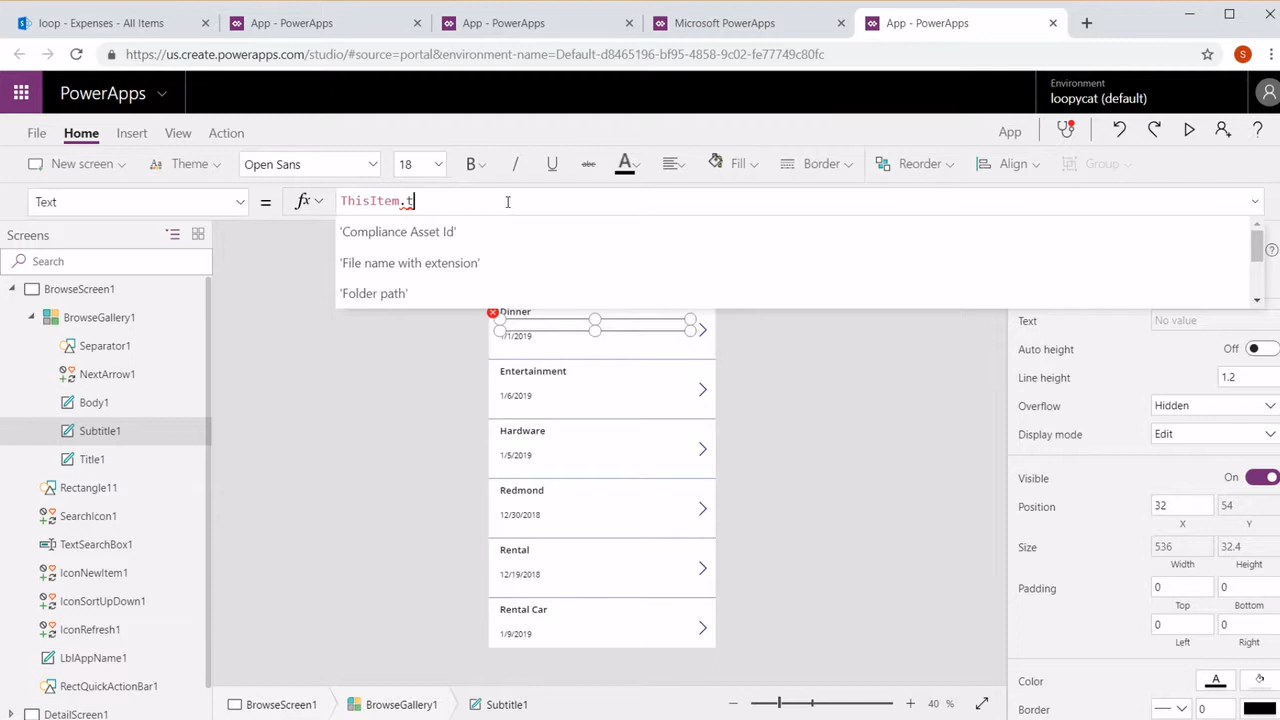 loop - Expenses - All Items
App - PowerApps
App - PowerApps
Microsoft PowerApps
App - PowerApps
https://us.create.powerapps.com/studio/#source=portal&environment-name=Default-d8465196-bf95-4858-9c02-fe77749c80fc
S
PowerApps
Environment
loopycat (default)
File
Home
Insert
View
Action
App
?
New screen
Theme
Open Sans
18
B
/
U
abc
A
Fill
Border
Reorder
Align
Group
Text
=
fx
ThisItem.t
Screens
Search
'Compliance Asset Id'
'File name with extension'
'Folder path'
BrowseScreen1
BrowseGallery1
Separator1
NextArrow1
Body1
Subtitle1
Title1
Rectangle11
SearchIcon1
TextSearchBox1
IconNewItem1
IconSortUpDown1
IconRefresh1
LblAppName1
RectQuickActionBar1
DetailScreen1
Dinner
1/1/2019
Entertainment
1/6/2019
Hardware
1/5/2019
Redmond
12/30/2018
Rental
12/19/2018
Rental Car
1/9/2019
?
Text
No value
Auto height
Off
Line height
1.2
Overflow
Hidden
Display mode
Edit
Visible
On
Position
32
54
X
Y
Size
536
32.4
Width
Height
Padding
0
0
Top
Bottom
0
0
Left
Right
Color
A
Border
0
BrowseScreen1
BrowseGallery1
Subtitle1
40 %